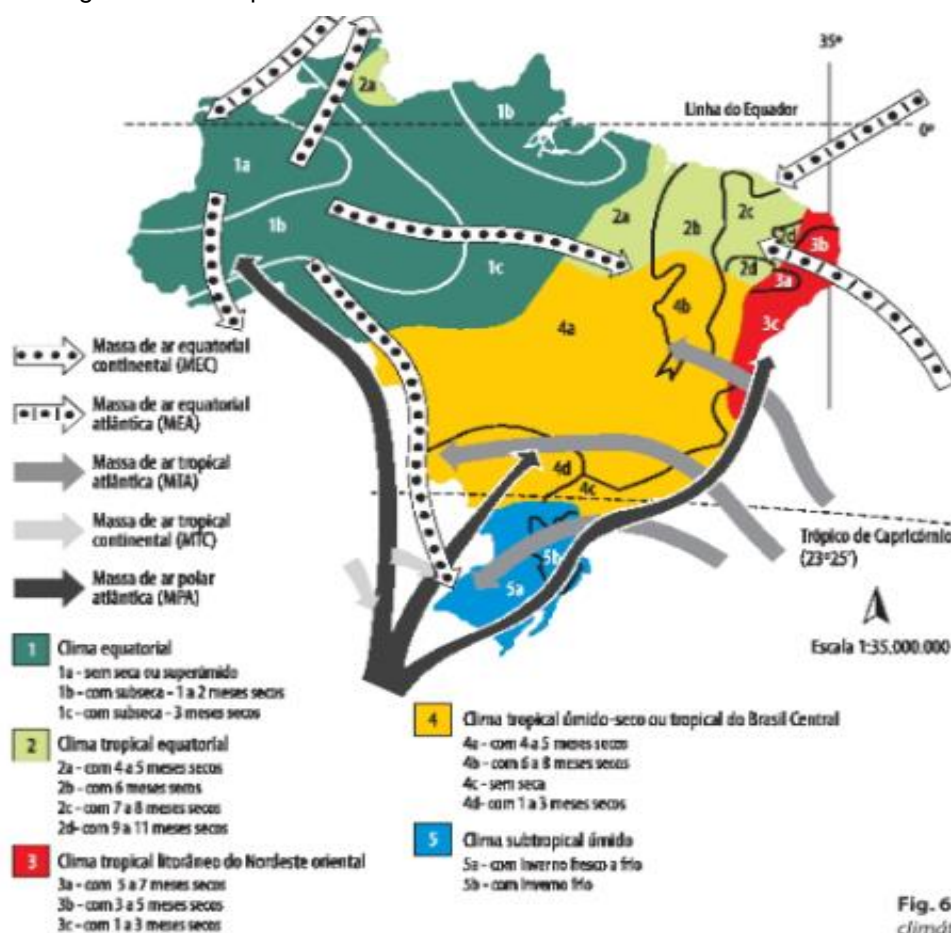 35º
Linha do Equador
0º
2a
1b
1a
1b
1c
2a
2b
2c
2d
3b
2d
3a
3c
4a
4b
4d
4c
5b
5a
Trópico de Capricórnio
(23º25')
Escala 1:35.000.000
Massa de ar equatorial
continental (MEC)
Massa de ar equatorial
atlântica (MEA)
Massa de ar tropical
atlântica (MTA)
Massa de ar tropical
continental (MTC)
Massa de ar polar
atlântica (MPA)
1 Clima equatorial
1a - sem seca ou superúmido
1b - com subseca - 1 a 2 meses secos
1c - com subseca - 3 meses secos
2 Clima tropical equatorial
2a - com 4 a 5 meses secos
2b - com 6 meses secos
2c - com 7 a 8 meses secos
2d- com 9 a 11 meses secos
3 Clima tropical litorâneo do Nordeste oriental
3a - com 5 a 7 meses secos
3b - com 3 a 5 meses secos
3c - com 1 a 3 meses secos
4 Clima tropical úmido-seco ou tropical do Brasil Central
4a - com 4 a 5 meses secos
4b - com 6 a 8 meses secos
4c - sem seca
4d- com 1 a 3 meses secos
5 Clima subtropical úmido
5a - com inverno fresco a frio
5b - com inverno frio
Fig. 6